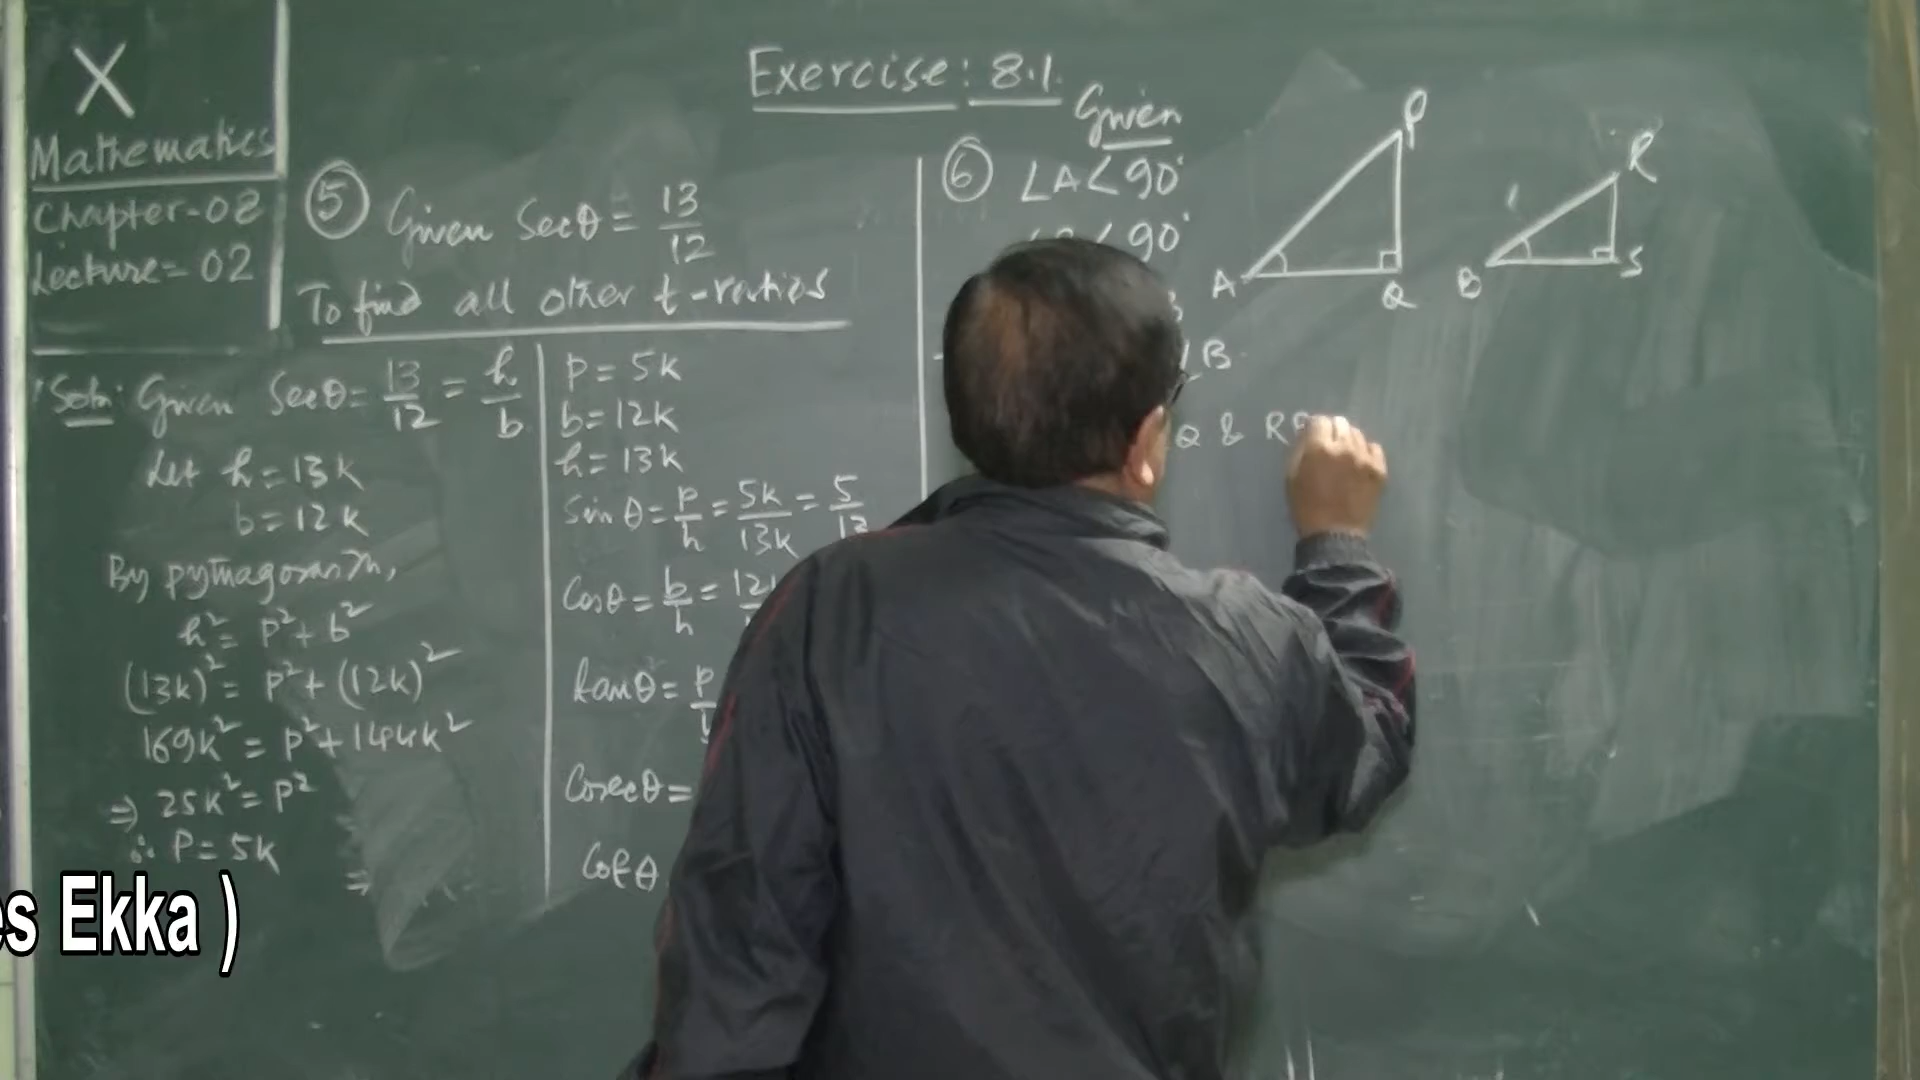 X
Mathematics
Chapter-08
Lecture-02
Exercise: 8.1.
(5) Given Secθ = 13/12
To find all other t-ratios
Soln: Given Secθ = 13/12 = h/b
Let h = 13k
b = 12k
By pythagoras Th,
h² = p² + b²
(13k)² = p² + (12k)²
169k² = p² + 144k²
⇒ 25k² = p²
∴ P = 5k
⇒
P = 5k
b = 12k
h = 13k
Sinθ = p/h = 5k/13k = 5/13
Cosθ = b/h =
tanθ = p
Cosecθ =
Cotθ
Given
(6) ∠A < 90°
< 90°
B.
Q & R
P
A
Q
R
B
S
es Ekka )